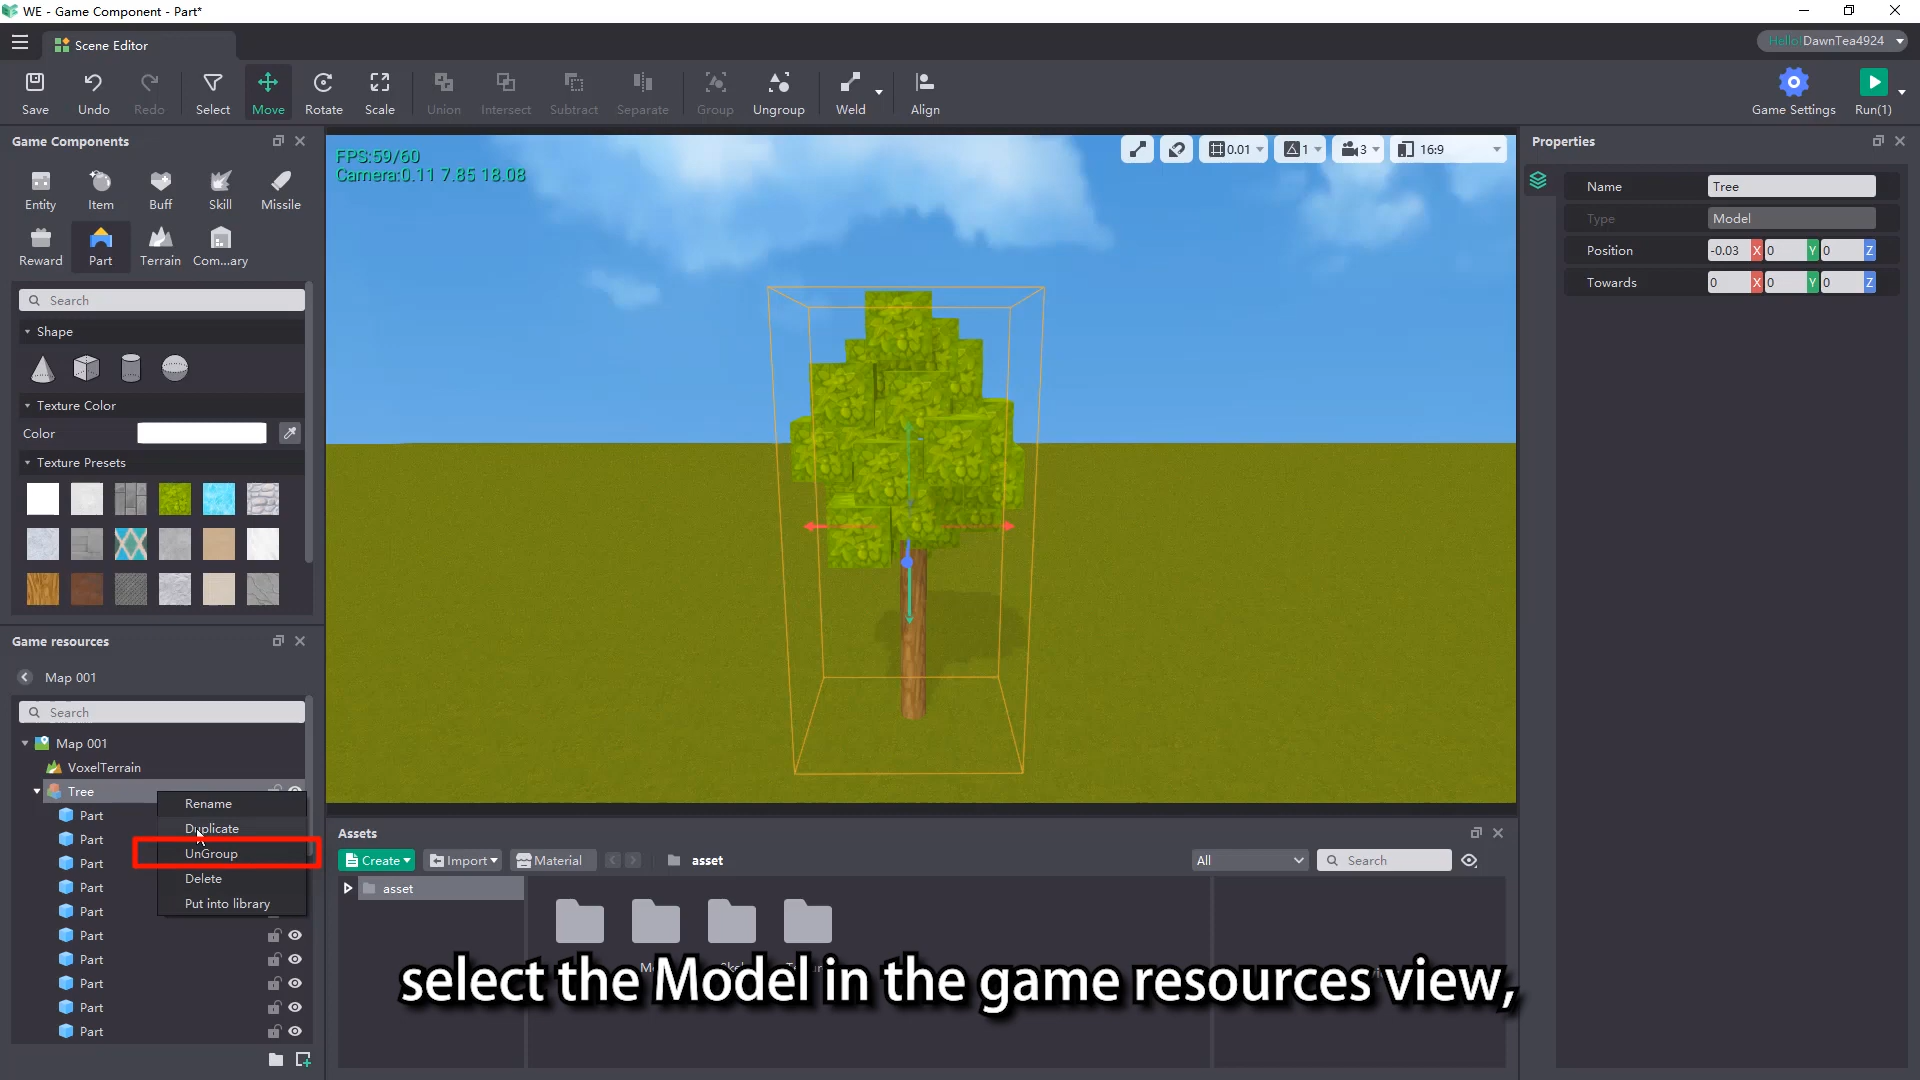 WE - Game Component - Part*
Scene Editor
Hello! DawnTea4924
Save
Undo
Redo
Select
Move
Rotate
Scale
Union
Intersect
Subtract
Separate
Group
Ungroup
Weld
Align
Game Settings
Run(1)
Game Components
Entity
Item
Buff
Skill
Missile
Reward
Part
Terrain
Com...ary
Search
Shape
Texture Color
Color
Texture Presets
FPS:59/60
Camera:0.11 7.85 18.08
0.01
1
3
16:9
Properties
Name
Tree
Type
Model
Position
-0.03 X 0 Y 0 Z
Towards
0 X 0 Y 0 Z
Game resources
Map 001
Search
Map 001
VoxelTerrain
Tree
Part
Part
Part
Part
Part
Part
Part
Part
Part
Part
Rename
Duplicate
UnGroup
Delete
Put into library
Assets
Create
Import
Material
asset
All
Search
asset
select the Model in the game resources view,